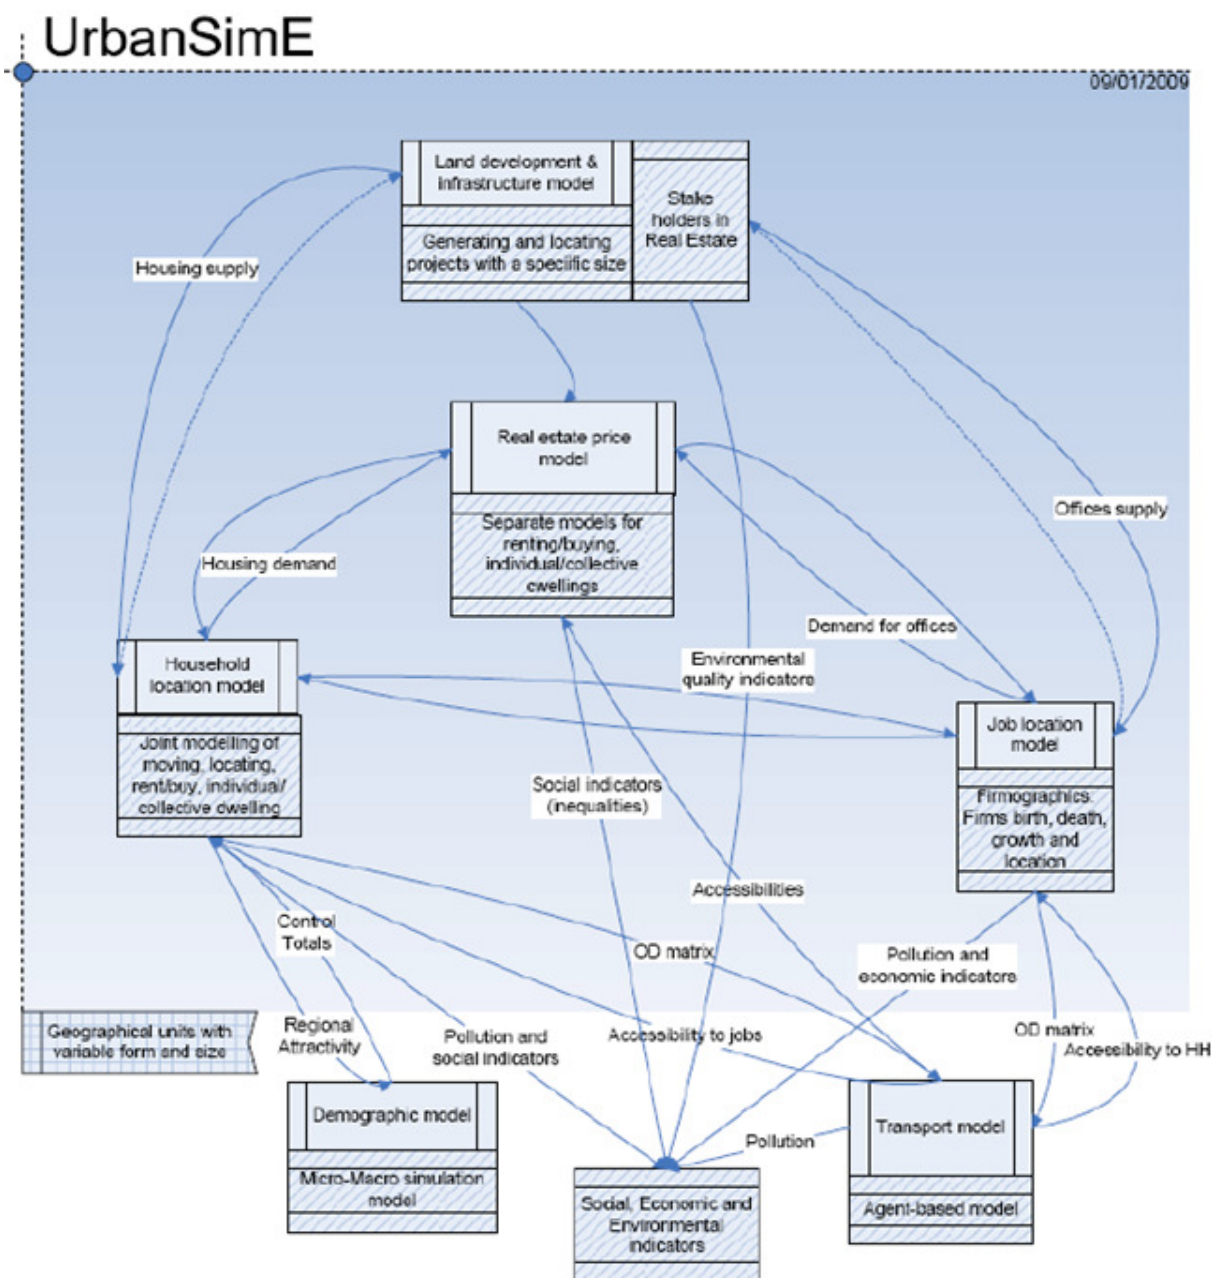 UrbanSimE
09/01/2009
Land development &
Infrastructure model
Stake
holders in
Real Estate
Generating and locating
projects with a speciific size
Housing supply
Real estate price
model
Offices supply
Separate models for
renting/buying,
individual/collective
cwellings
Housing demand
Demand for offices
Household
location model
Environmental
quality indicators
Job location
model
Joint modelling of
moving, locating,
rent/buy, individual/
collective dwelling
Social indicators
(inequalities)
Firmographics:
Firms birth, death,
growth and
location
Accessibilities
Control
Totals
OD matrix
Pollution and
economic indicators
Geographical units with
variable form and size
Regional
Attractivity
Pollution and
social indicators
Accessibility to jobs
OD matrix
Accessibility to HH
Demographic model
Transport model
Pollution
Micro-Macro simulation
model
Social, Economic and
Environmental
indicators
Agent-based model